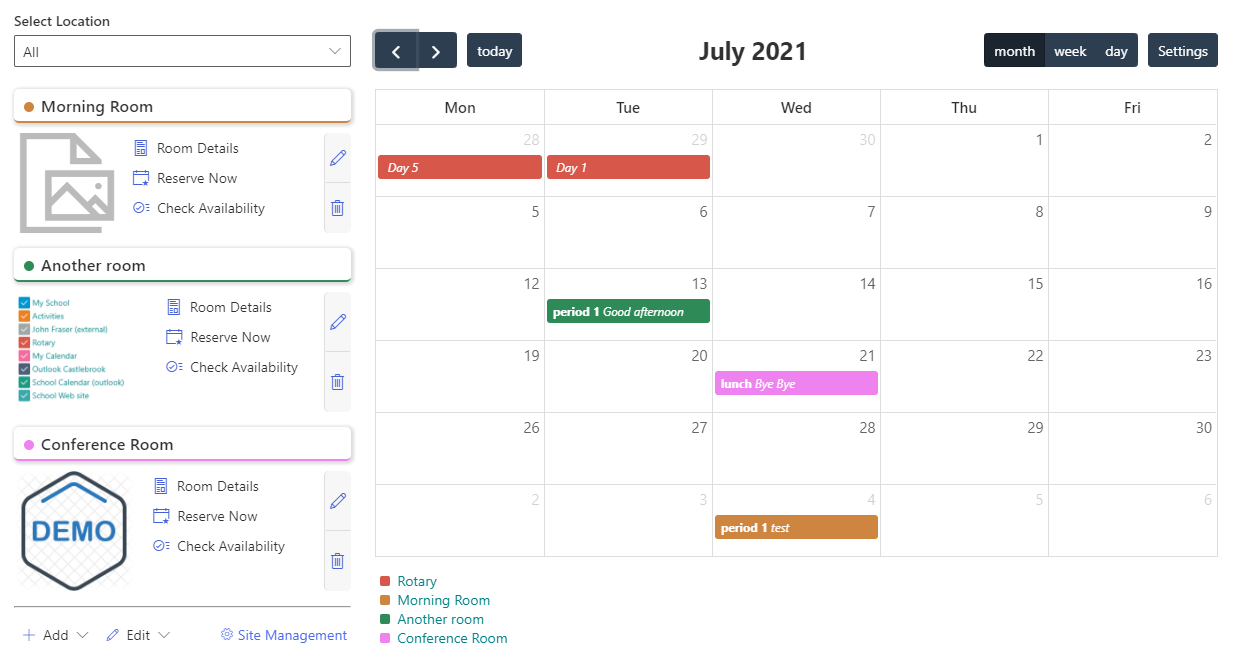 Select Location
All
Morning Room
Room Details
Reserve Now
Check Availability
Another room
My School
Activities
John Fraser (external)
Rotary
My Calendar
Outlook Castlebrook
School Calendar (outlook)
School Web site
Room Details
Reserve Now
Check Availability
Conference Room
DEMO
Room Details
Reserve Now
Check Availability
Add Edit Site Management
today July 2021 month week day Settings
Mon Tue Wed Thu Fri
28 29 30 1 2
Day 5 Day 1
5 6 7 8 9
12 13 14 15 16
period 1 Good afternoon
19 20 21 22 23
lunch Bye Bye
26 27 28 29 30
2 3 4 5 6
period 1 test
Rotary
Morning Room
Another room
Conference Room